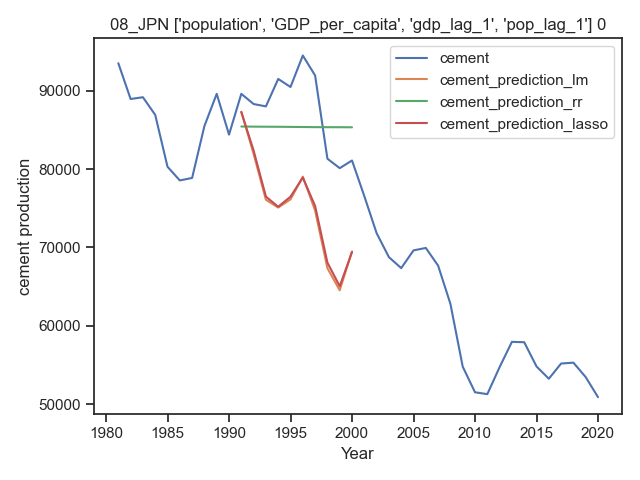 08_JPN ['population', 'GDP_per_capita', 'gdp_lag_1', 'pop_lag_1'] 0
cement
cement_prediction_lm
cement_prediction_rr
cement_prediction_lasso
90000
80000
70000
60000
50000
cement production
1980 1985 1990 1995 2000 2005 2010 2015 2020
Year